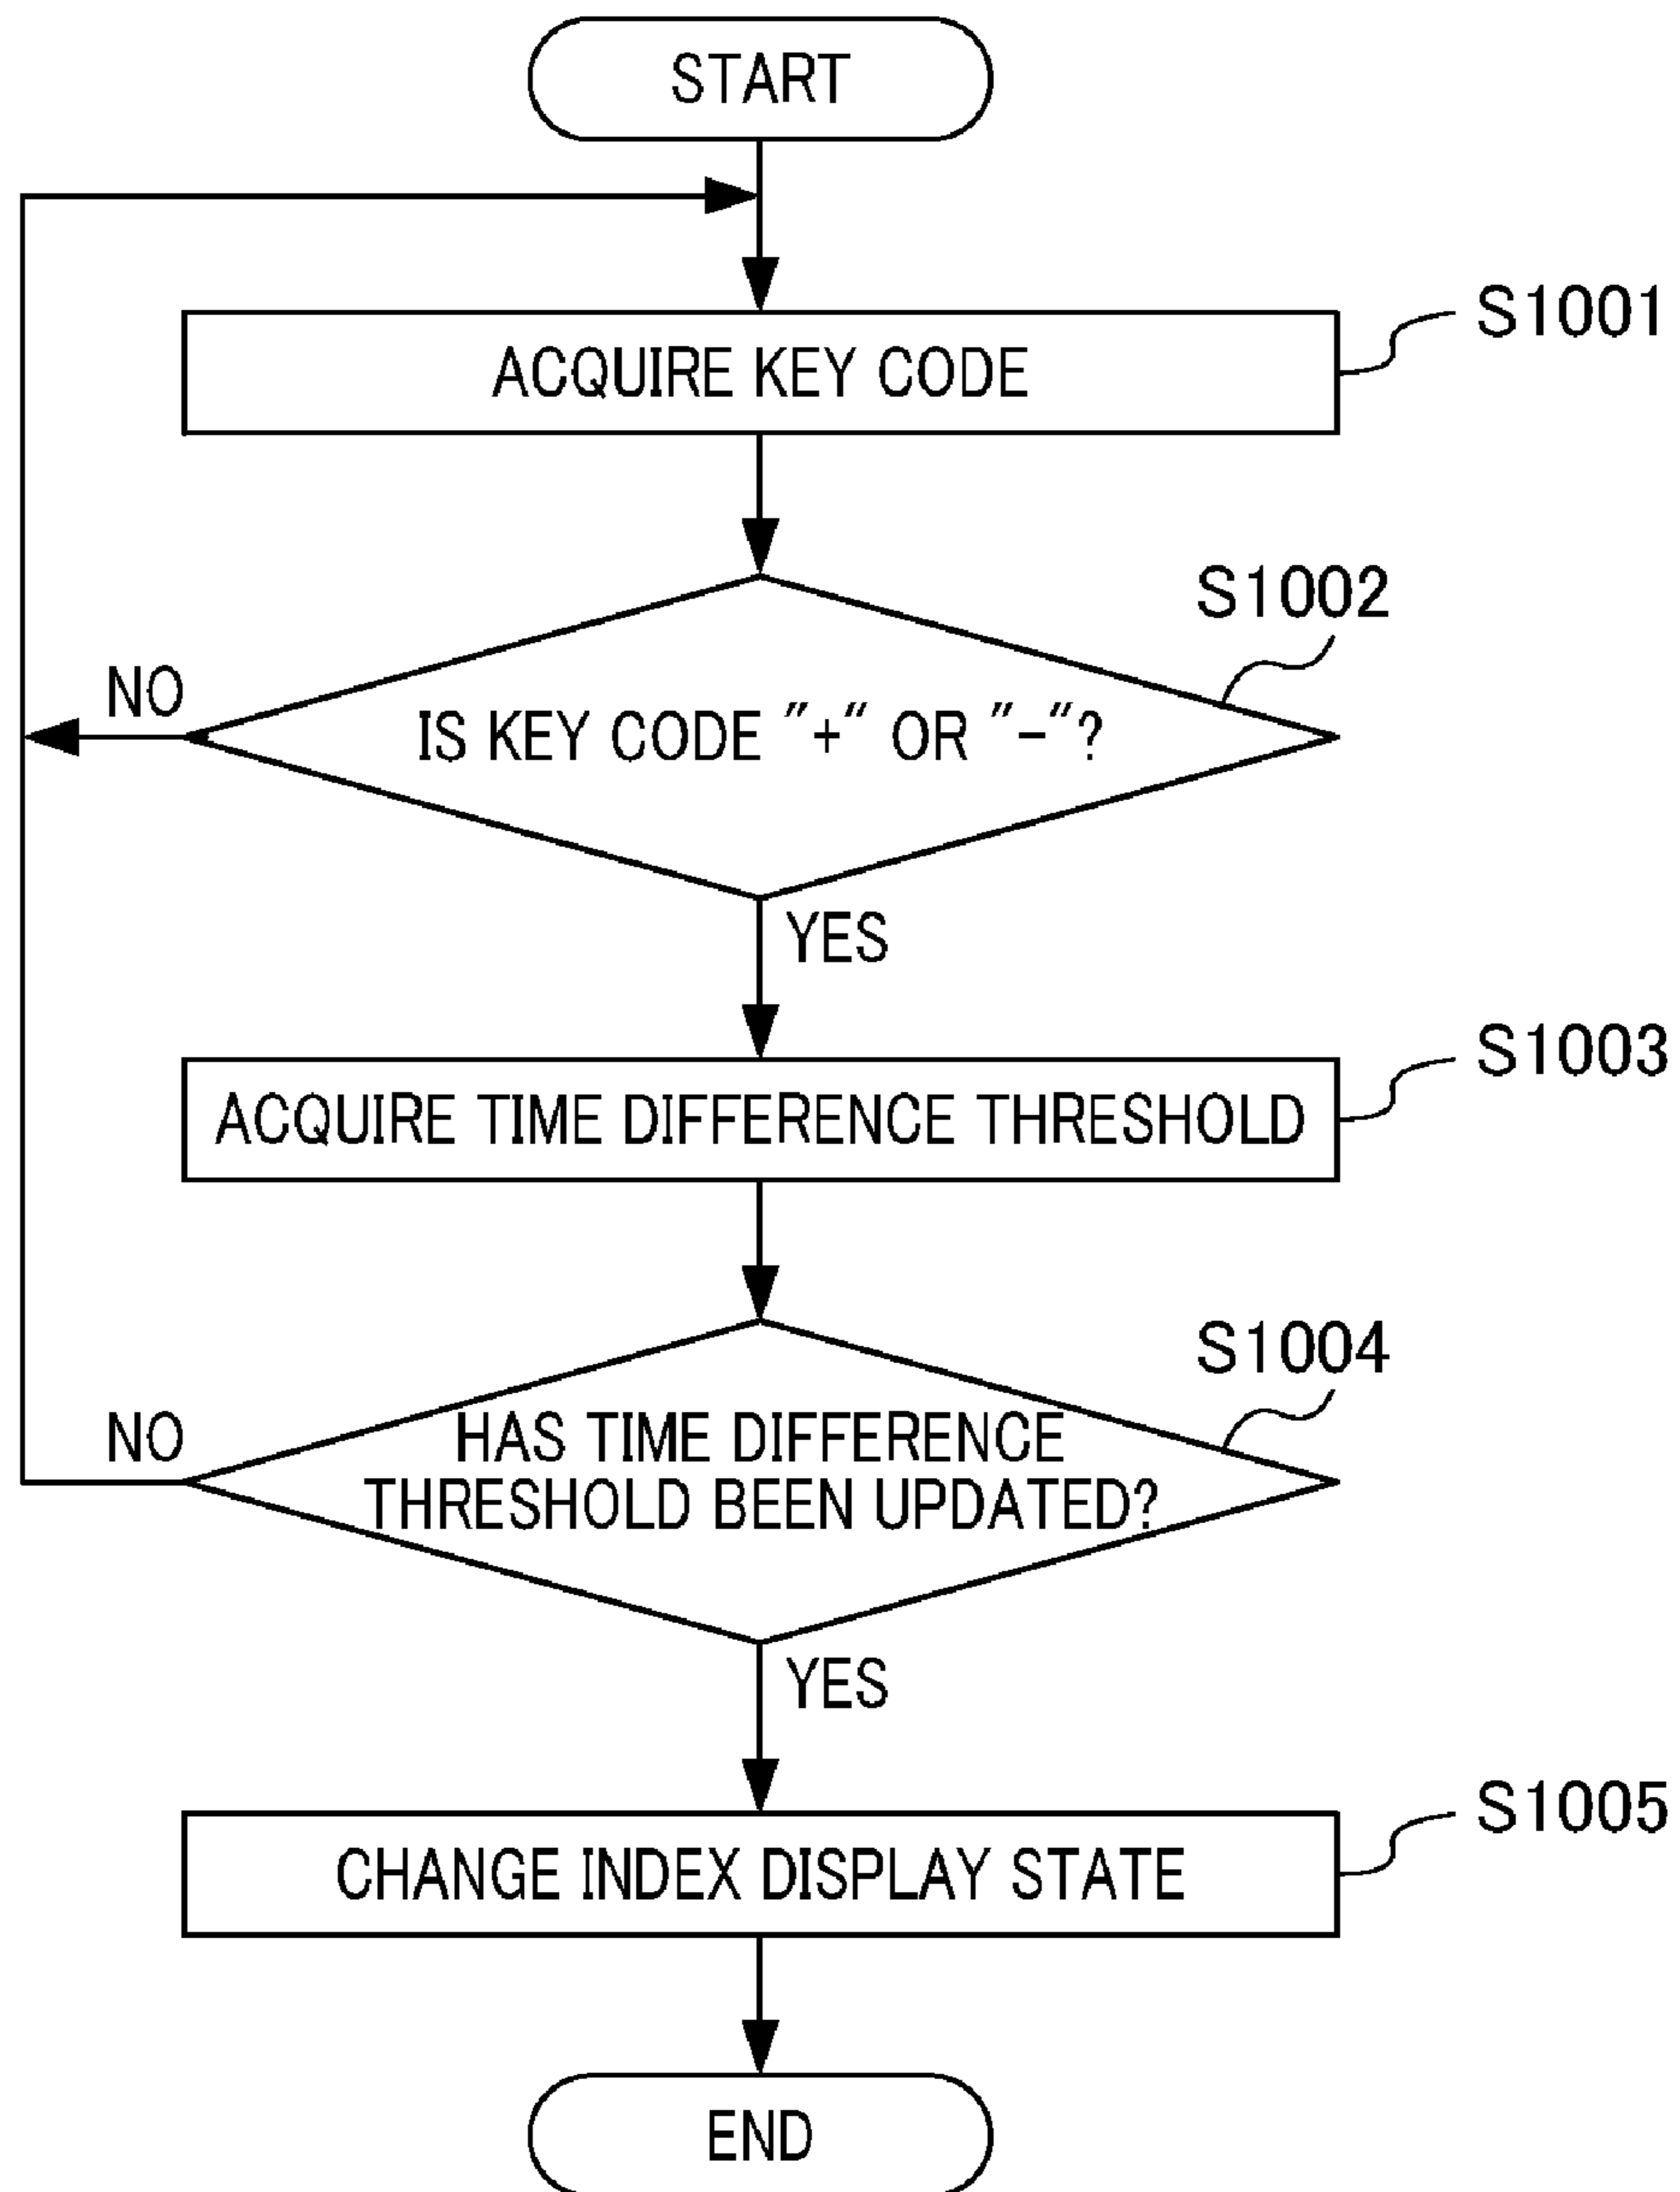 START
S1001
ACQUIRE KEY CODE
S1002
NO
IS KEY CODE "+" OR "-"?
YES
S1003
ACQUIRE TIME DIFFERENCE THRESHOLD
S1004
NO
HAS TIME DIFFERENCE
THRESHOLD BEEN UPDATED?
YES
S1005
CHANGE INDEX DISPLAY STATE
END